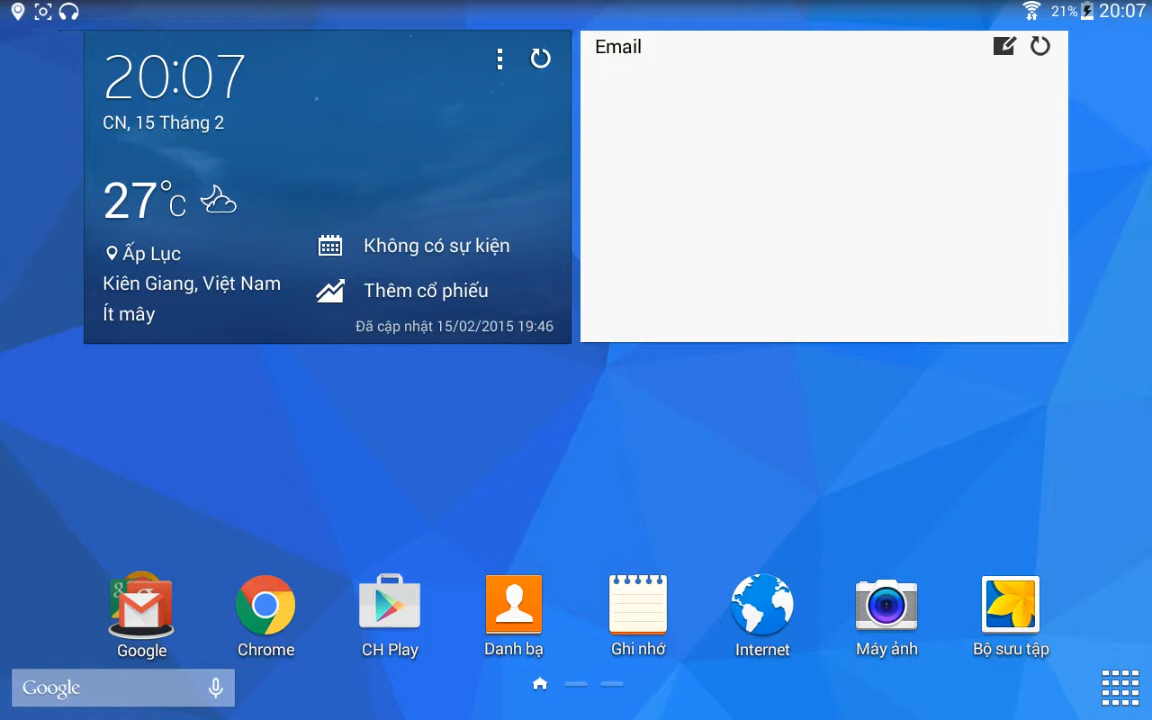 21% 20:07
20:07
CN, 15 Tháng 2
27°C
Ấp Lục
Kiên Giang, Việt Nam
Ít mây
Không có sự kiện
Thêm cổ phiếu
Đã cập nhật 15/02/2015 19:46
Email
Google
Chrome
CH Play
Danh bạ
Ghi nhớ
Internet
Máy ảnh
Bộ sưu tập
Google